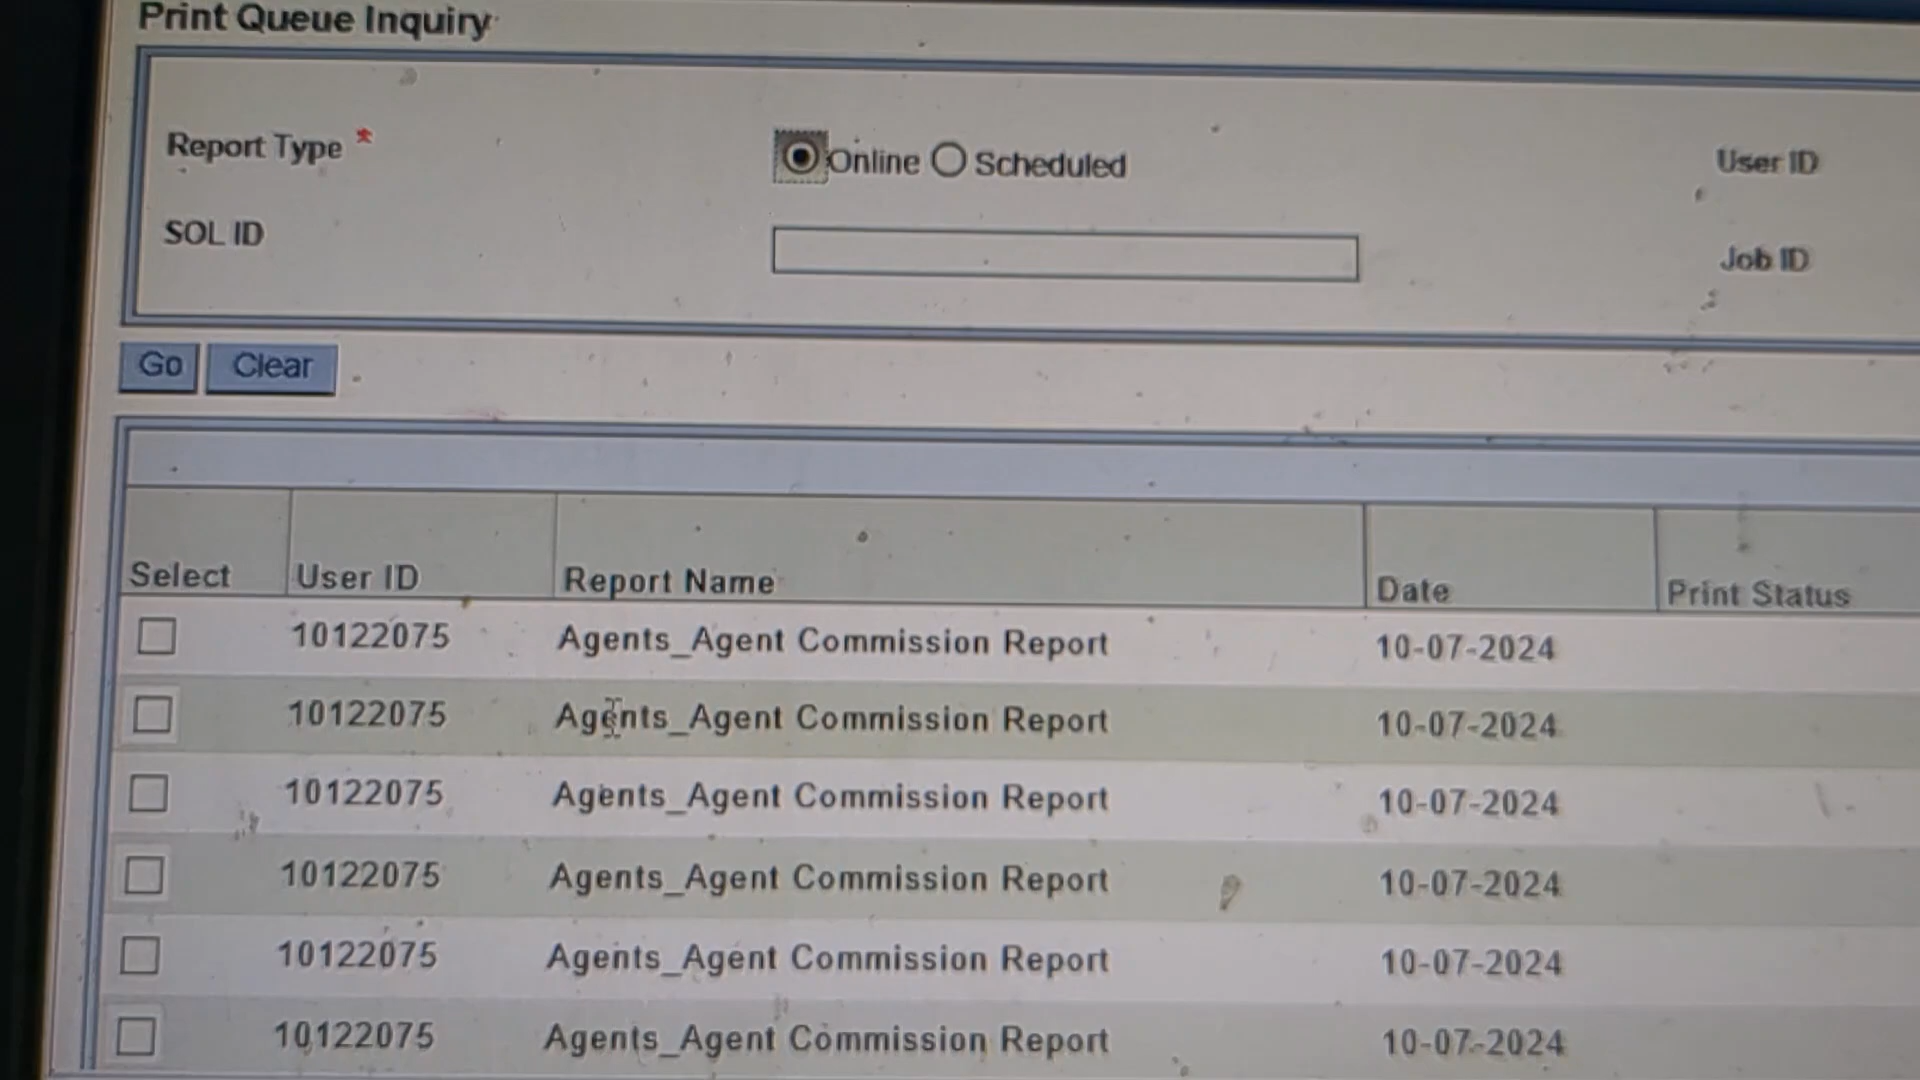 Print Queue Inquiry
Report Type * Online Scheduled User ID
SOL ID Job ID
Go Clear
Select User ID Report Name Date Print Status
10122075 Agents_Agent Commission Report 10-07-2024
10122075 Agents_Agent Commission Report 10-07-2024
10122075 Agents_Agent Commission Report 10-07-2024
10122075 Agents_Agent Commission Report 10-07-2024
10122075 Agents_Agent Commission Report 10-07-2024
10122075 Agents_Agent Commission Report 10-07-2024